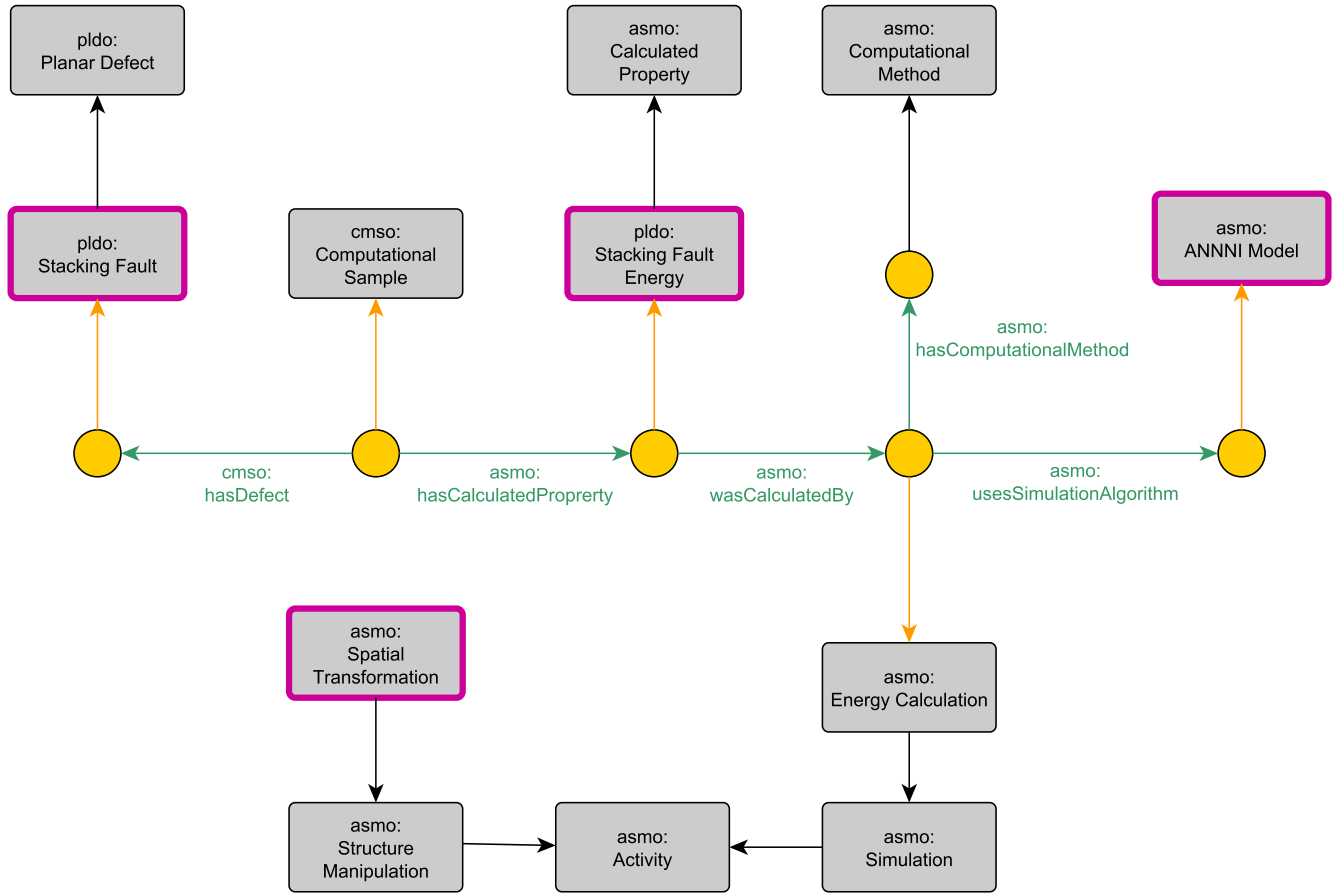 pldo:
Planar Defect
asmo:
Calculated
Property
asmo:
Computational
Method
pldo:
Stacking Fault
cmso:
Computational
Sample
pldo:
Stacking Fault
Energy
asmo:
ANNNI Model
asmo:
hasComputationalMethod
cmso:
hasDefect
asmo:
hasCalculatedProprerty
asmo:
wasCalculatedBy
asmo:
usesSimulationAlgorithm
asmo:
Spatial
Transformation
asmo:
Energy Calculation
asmo:
Structure
Manipulation
asmo:
Activity
asmo:
Simulation